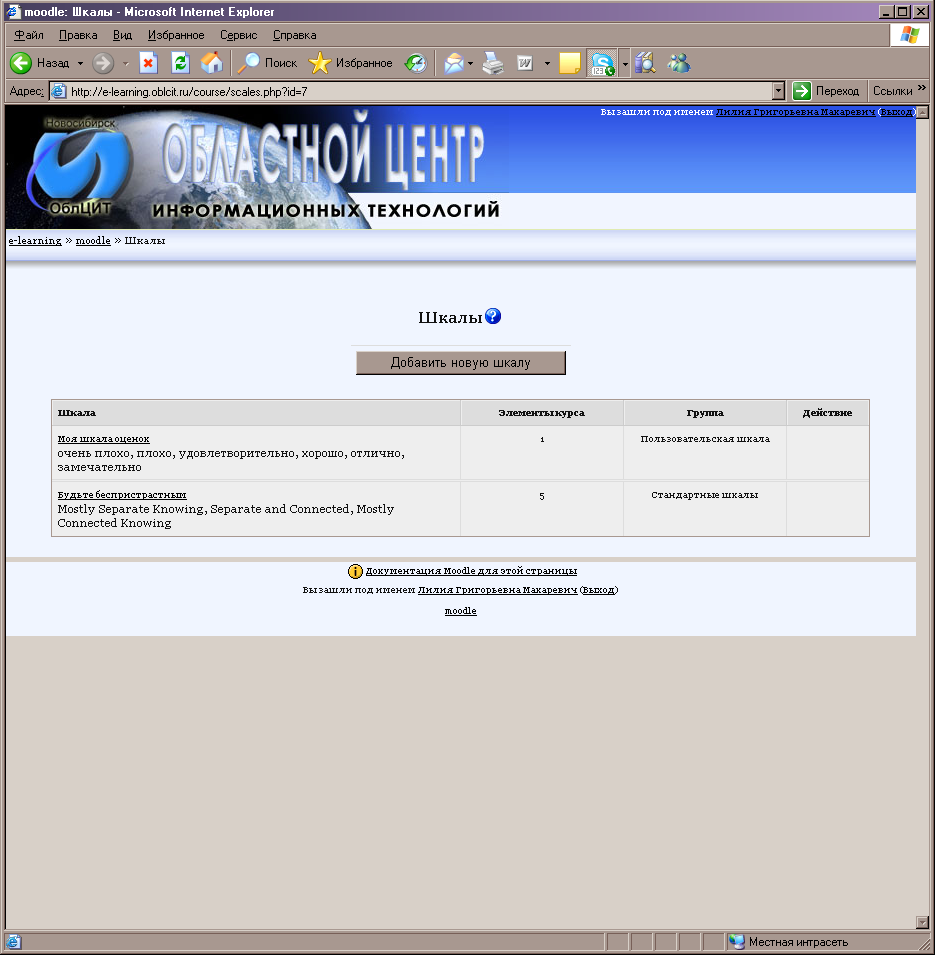 moodle: Шкалы - Microsoft Internet Explorer
Файл Правка Вид Избранное Сервис Справка
Назад Поиск Избранное
Адрес: http://e-learning.oblcit.ru/course/scales.php?id=7 Переход Ссылки »
Вы зашли под именем Лилия Григорьевна Макаревич (Выход)
Новосибирск
ОБЛАСТНОЙ ЦЕНТР
ОблЦИТ
ИНФОРМАЦИОННЫХ ТЕХНОЛОГИЙ
e-learning » moodle » Шкалы
Шкалы ?
Добавить новую шкалу
Шкала Элементы курса Группа Действие
Моя шкала оценок 1 Пользовательская шкала
очень плохо, плохо, удовлетворительно, хорошо, отлично,
замечательно
Будьте беспристрастны 5 Стандартные шкалы
Mostly Separate Knowing, Separate and Connected, Mostly
Connected Knowing
Документация Moodle для этой страницы
Вы зашли под именем Лилия Григорьевна Макаревич (Выход)
moodle
Местная интрасеть